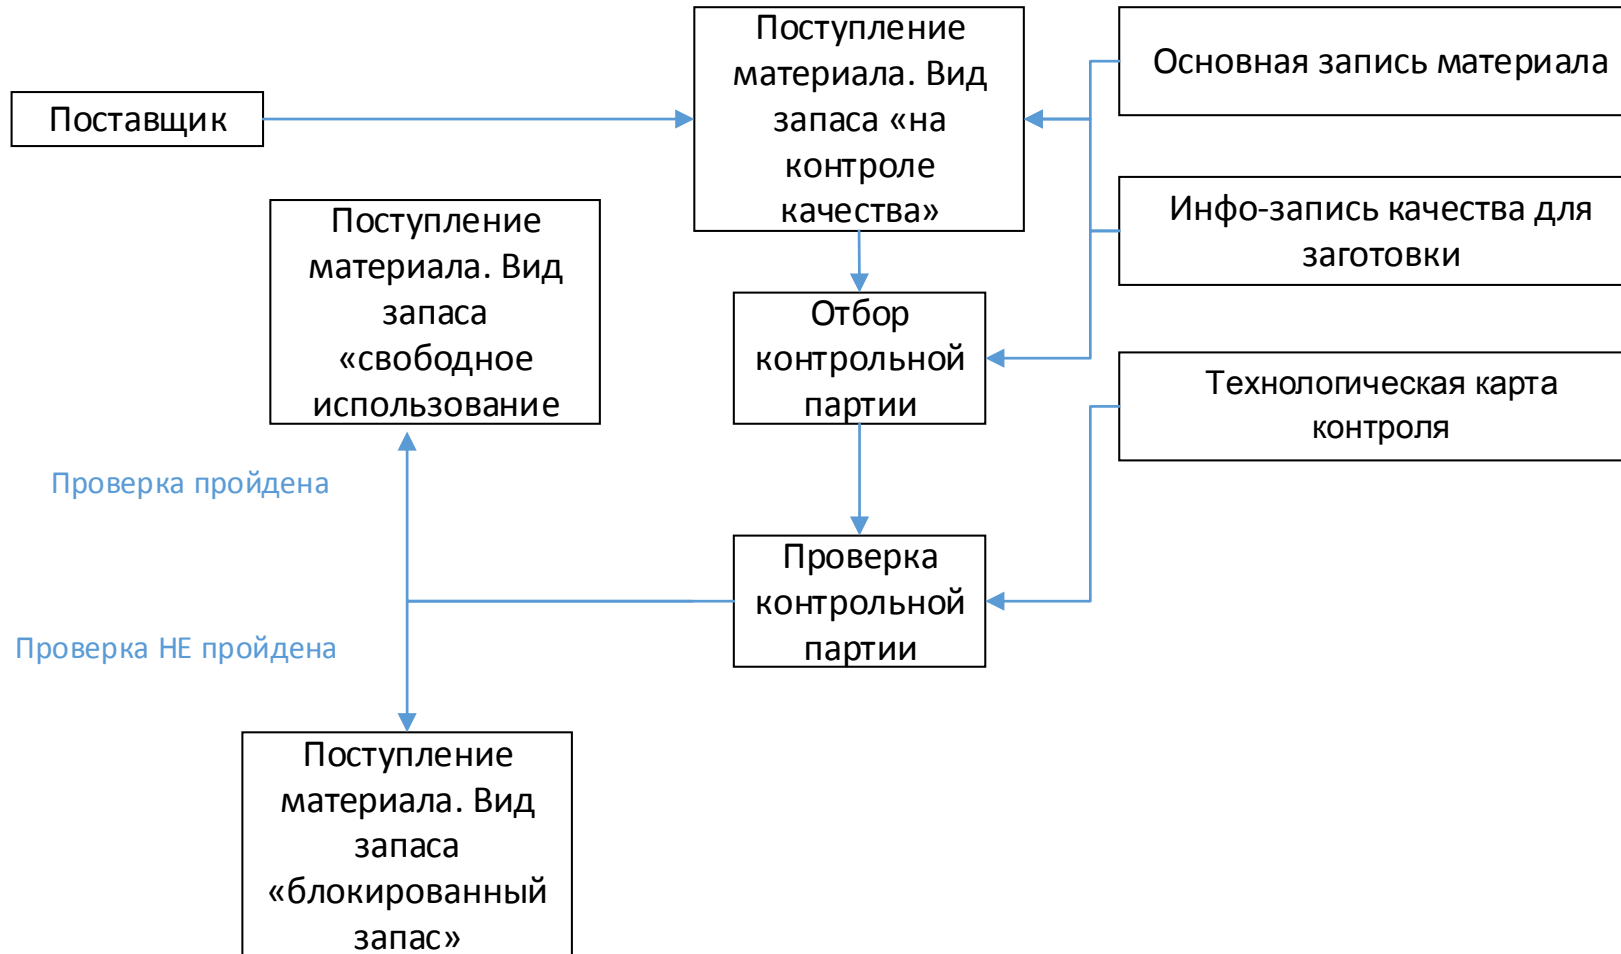 Поступление
материала. Вид
запаса «на
контроле
качества»
Основная запись материала
Поставщик
Инфо-запись качества для
заготовки
Поступление
материала. Вид
запаса
«свободное
использование
Отбор
контрольной
партии
Технологическая карта
контроля
Проверка пройдена
Проверка
контрольной
партии
Проверка НЕ пройдена
Поступление
материала. Вид
запаса
«блокированный
запас»